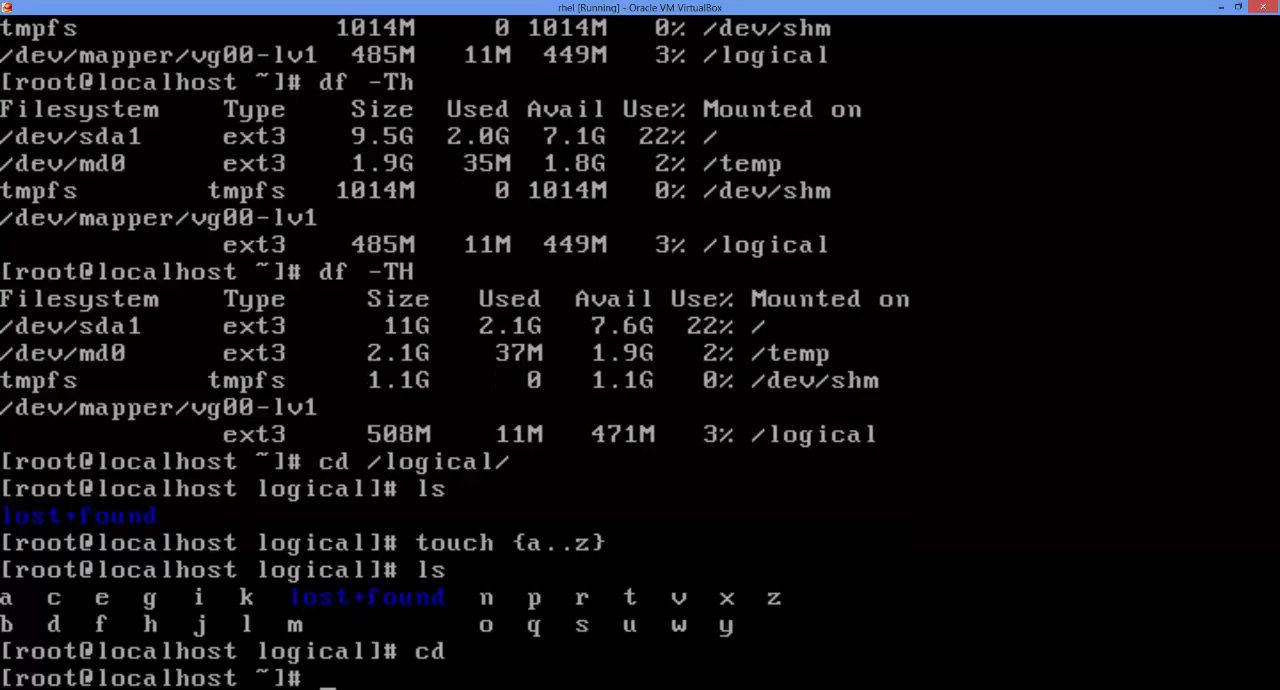 rhel [Running] - Oracle VM VirtualBox
tmpfs 1014M 0 1014M 0% /dev/shm
/dev/mapper/vg00-lv1 485M 11M 449M 3% /logical
[root@localhost ~]# df -Th
Filesystem Type Size Used Avail Use% Mounted on
/dev/sda1 ext3 9.5G 2.0G 7.1G 22% /
/dev/md0 ext3 1.9G 35M 1.8G 2% /temp
tmpfs tmpfs 1014M 0 1014M 0% /dev/shm
/dev/mapper/vg00-lv1
ext3 485M 11M 449M 3% /logical
[root@localhost ~]# df -TH
Filesystem Type Size Used Avail Use% Mounted on
/dev/sda1 ext3 11G 2.1G 7.6G 22% /
/dev/md0 ext3 2.1G 37M 1.9G 2% /temp
tmpfs tmpfs 1.1G 0 1.1G 0% /dev/shm
/dev/mapper/vg00-lv1
ext3 508M 11M 471M 3% /logical
[root@localhost ~]# cd /logical/
[root@localhost logical]# ls
lost+found
[root@localhost logical]# touch {a..z}
[root@localhost logical]# ls
a c e g i k lost+found n p r t v x z
b d f h j l m o q s u w y
[root@localhost logical]# cd
[root@localhost ~]# _